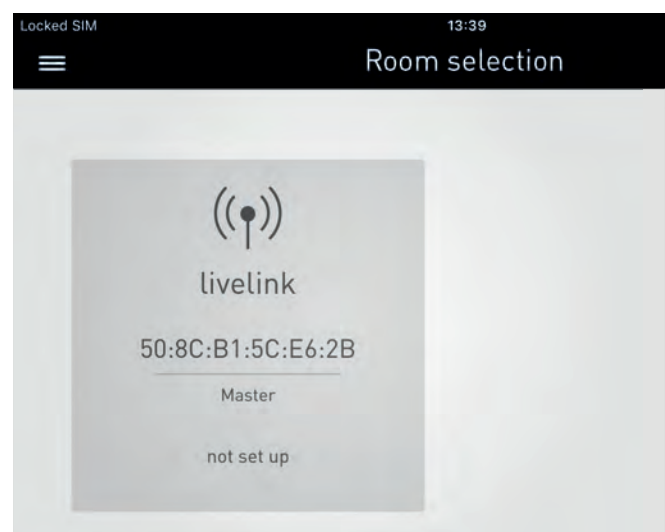 Locked SIM
13:39
Room selection
livelink
50:8C:B1:5C:E6:2B
Master
not set up